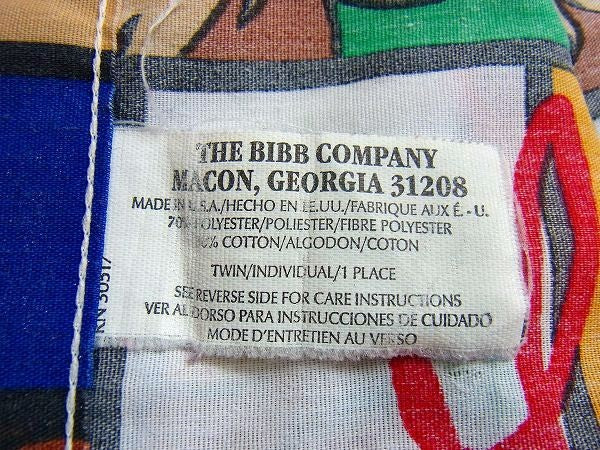 THE BIBB COMPANY
MACON, GEORGIA 31208
MADE IN U.S.A./HECHO EN EE.UU./FABRIQUE AUX É.-U.
70% POLYESTER/POLIESTER/FIBRE POLYESTER
COTTON/ALGODON/COTON
TWIN/INDIVIDUAL/1 PLACE
SEE REVERSE SIDE FOR CARE INSTRUCTIONS
VER AL DORSO PARA INSTRUCCIONES DE CUIDADO
MODE D'ENTRETIEN AU VERSO
RN 30517